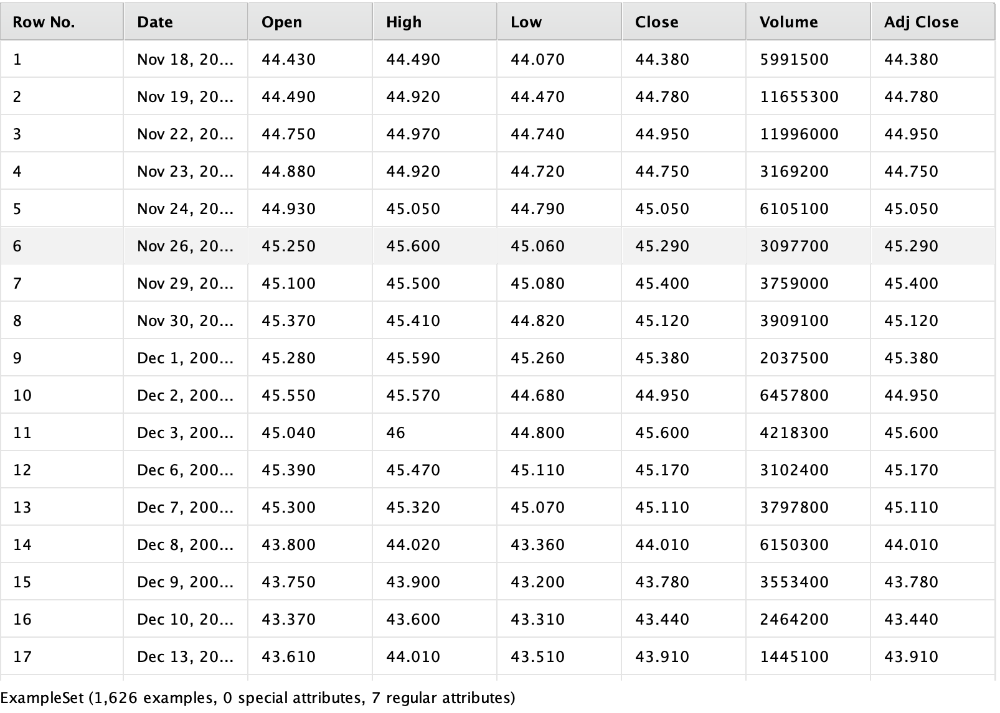 Row No. Date Open High Low Close Volume Adj Close
1 Nov 18, 20... 44.430 44.490 44.070 44.380 5991500 44.380
2 Nov 19, 20... 44.490 44.920 44.470 44.780 11655300 44.780
3 Nov 22, 20... 44.750 44.970 44.740 44.950 11996000 44.950
4 Nov 23, 20... 44.880 44.920 44.720 44.750 3169200 44.750
5 Nov 24, 20... 44.930 45.050 44.790 45.050 6105100 45.050
6 Nov 26, 20... 45.250 45.600 45.060 45.290 3097700 45.290
7 Nov 29, 20... 45.100 45.500 45.080 45.400 3759000 45.400
8 Nov 30, 20... 45.370 45.410 44.820 45.120 3909100 45.120
9 Dec 1, 200... 45.280 45.590 45.260 45.380 2037500 45.380
10 Dec 2, 200... 45.550 45.570 44.680 44.950 6457800 44.950
11 Dec 3, 200... 45.040 46 44.800 45.600 4218300 45.600
12 Dec 6, 200... 45.390 45.470 45.110 45.170 3102400 45.170
13 Dec 7, 200... 45.300 45.320 45.070 45.110 3797800 45.110
14 Dec 8, 200... 43.800 44.020 43.360 44.010 6150300 44.010
15 Dec 9, 200... 43.750 43.900 43.200 43.780 3553400 43.780
16 Dec 10, 20... 43.370 43.600 43.310 43.440 2464200 43.440
17 Dec 13, 20... 43.610 44.010 43.510 43.910 1445100 43.910
ExampleSet (1,626 examples, 0 special attributes, 7 regular attributes)